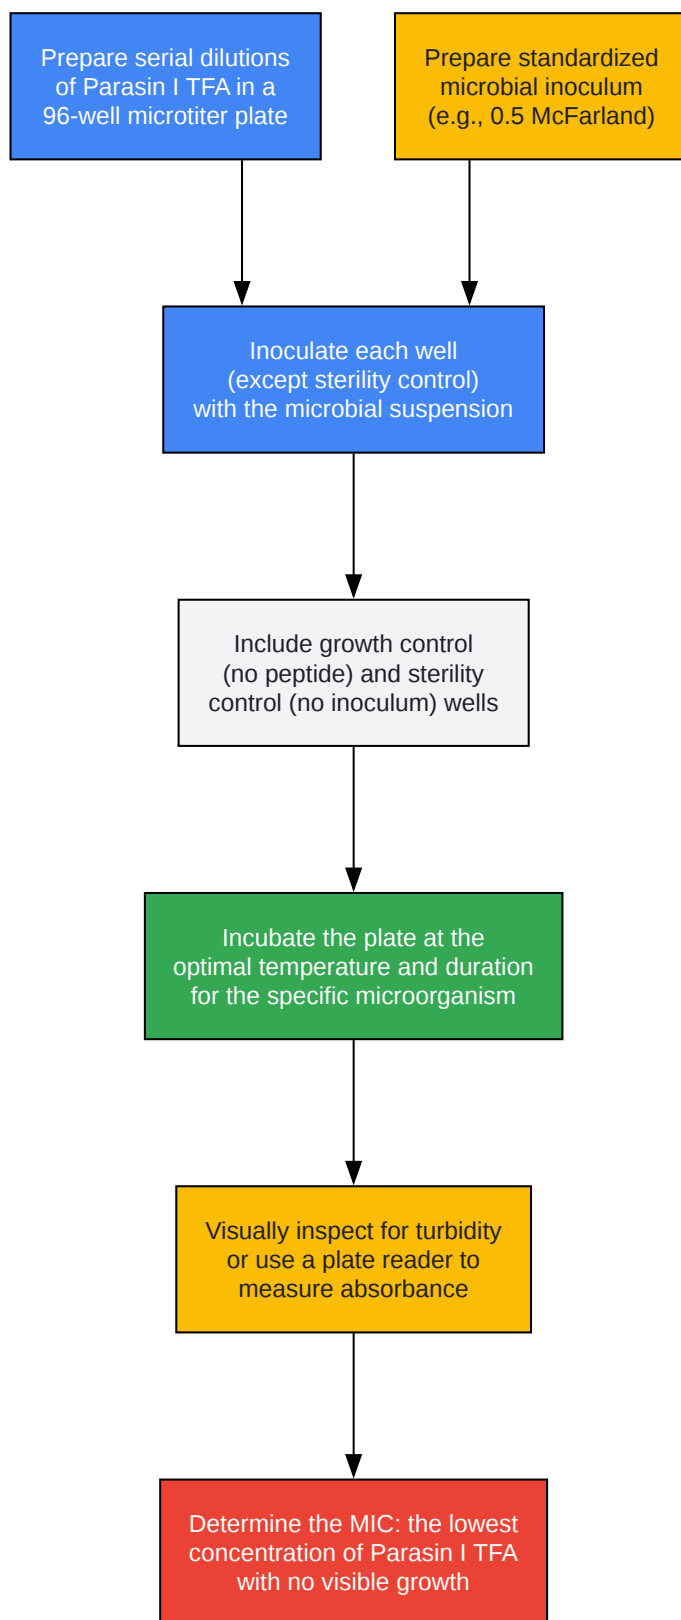 Prepare serial dilutions
of Parasin I TFA in a
96-well microtiter plate
Prepare standardized
microbial inoculum
(e.g., 0.5 McFarland)
Inoculate each well
(except sterility control)
with the microbial suspension
Include growth control
(no peptide) and sterility
control (no inoculum) wells
Incubate the plate at the
optimal temperature and duration
for the specific microorganism
Visually inspect for turbidity
or use a plate reader to
measure absorbance
Determine the MIC: the lowest
concentration of Parasin I TFA
with no visible growth